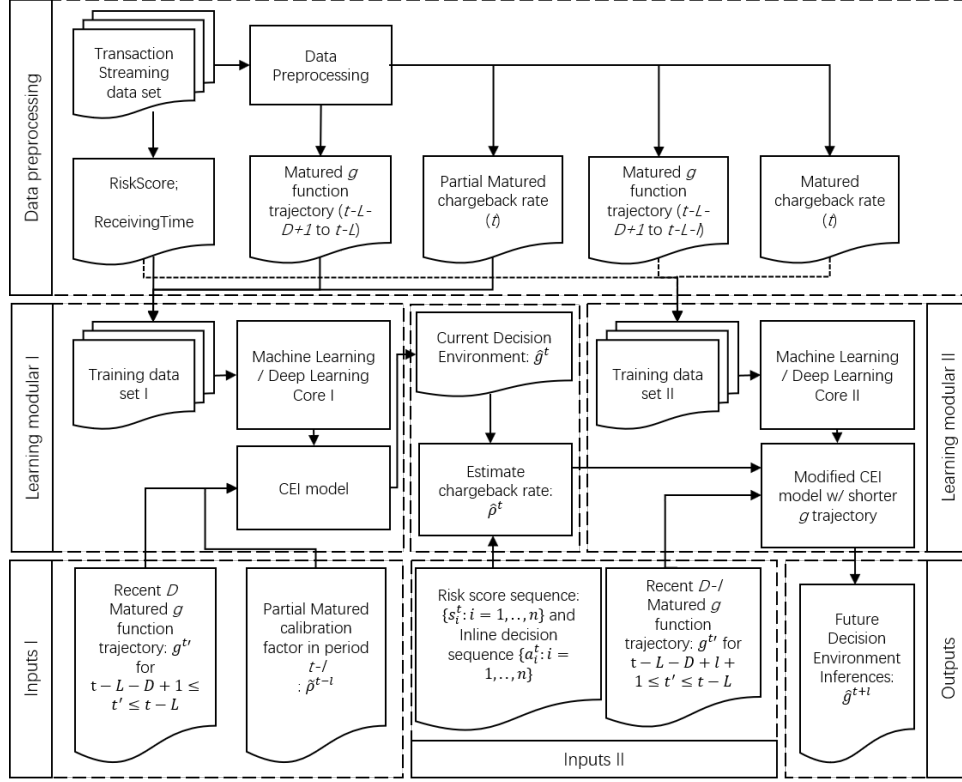 Data preprocessing
Transaction
Streaming
data set
Data
Preprocessing
RiskScore;
ReceivingTime
Matured g
function
trajectory (t-L-
D+1 to t-L)
Partial Matured
chargeback rate
(t)
Matured g
function
trajectory (t-L-
D+1 to t-L-l)
Matured
chargeback rate
(t)
Learning modular I
Training data
set I
Machine Learning
/ Deep Learning
Core I
CEI model
Current Decision
Environment: ĝ^t
Estimate
chargeback rate:
ρ̂^t
Training data
set II
Machine Learning
/ Deep Learning
Core II
Modified CEI
model w/ shorter
g trajectory
Learning modular II
Inputs I
Recent D
Matured g
function
trajectory: g^t′
for
t − L − D + 1 ≤
t′ ≤ t − L
Partial Matured
calibration
factor in period
t-l
: ρ̃^{t−l}
Risk score sequence:
{s_i^t: i = 1,..,n} and
Inline decision
sequence {a_i^t: i =
1,..,n}
Recent D-l
Matured g
function
trajectory: g^t′ for
t − L − D + l +
1 ≤ t′ ≤ t − L
Inputs II
Future
Decision
Environment
Inferences:
ĝ^{t+l}
Outputs